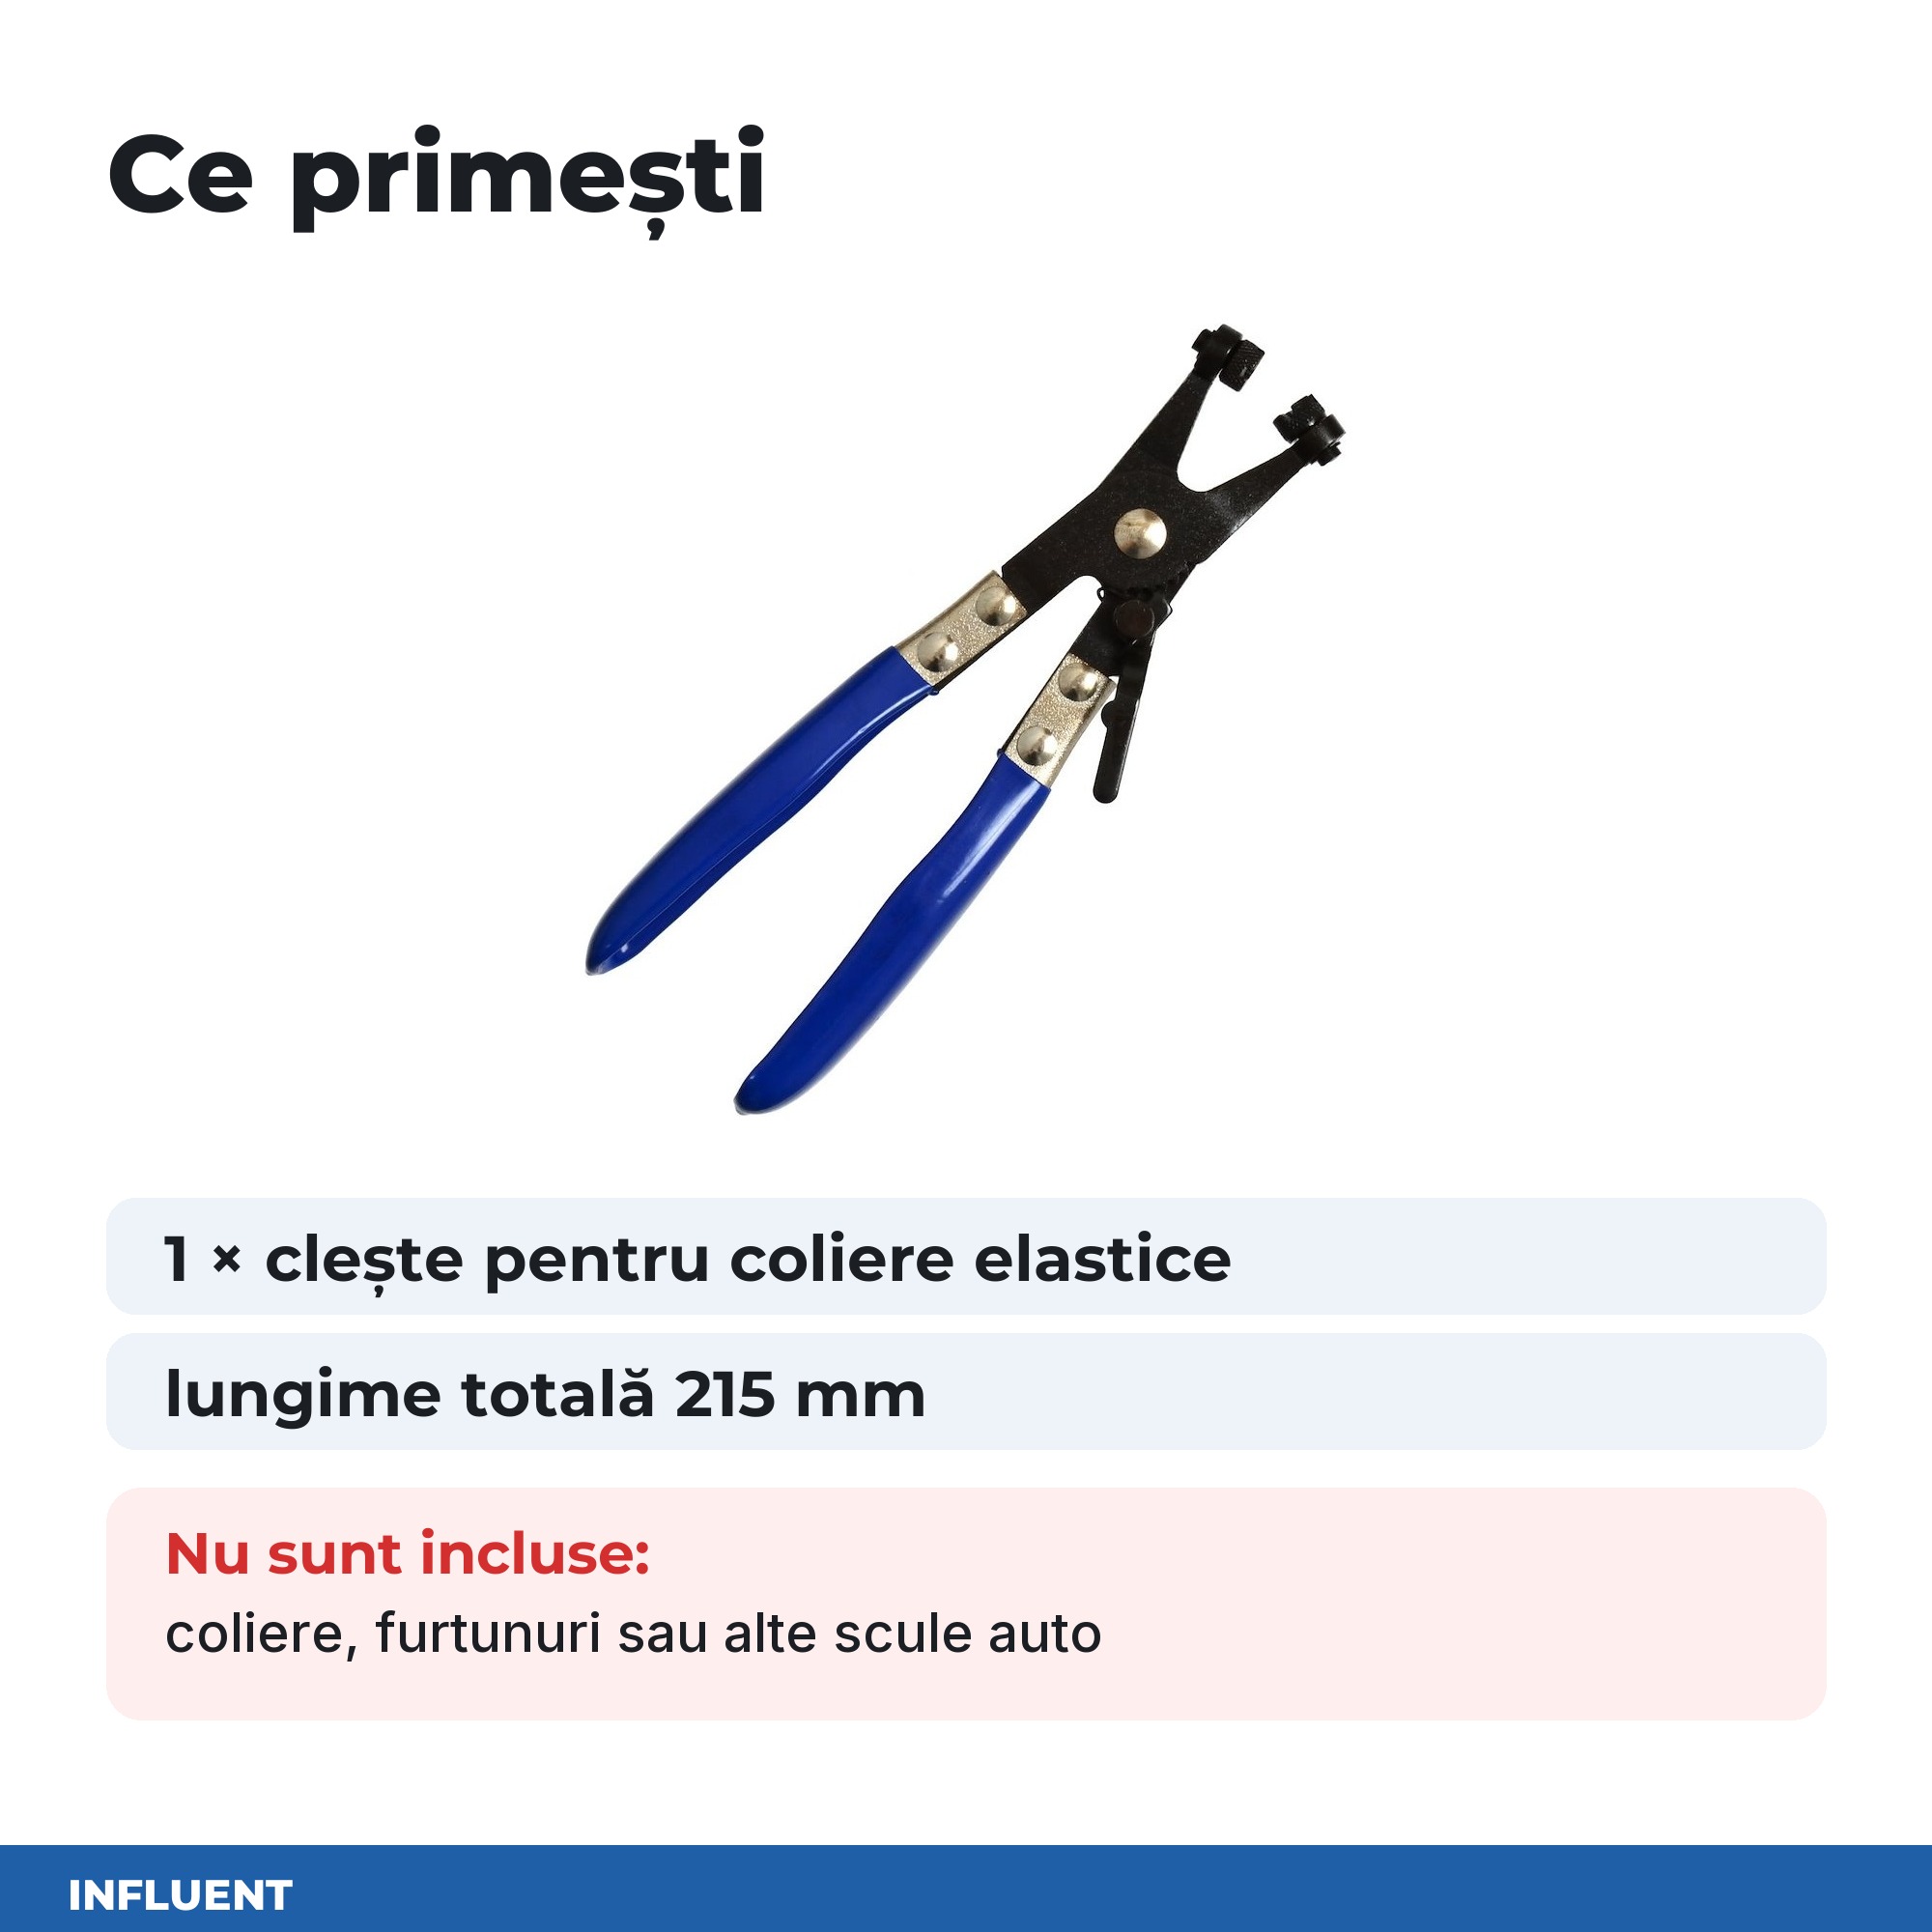 Ce primești
1 × clește pentru coliere elastice
lungime totală 215 mm
Nu sunt incluse:
coliere, furtunuri sau alte scule auto
INFLUENT